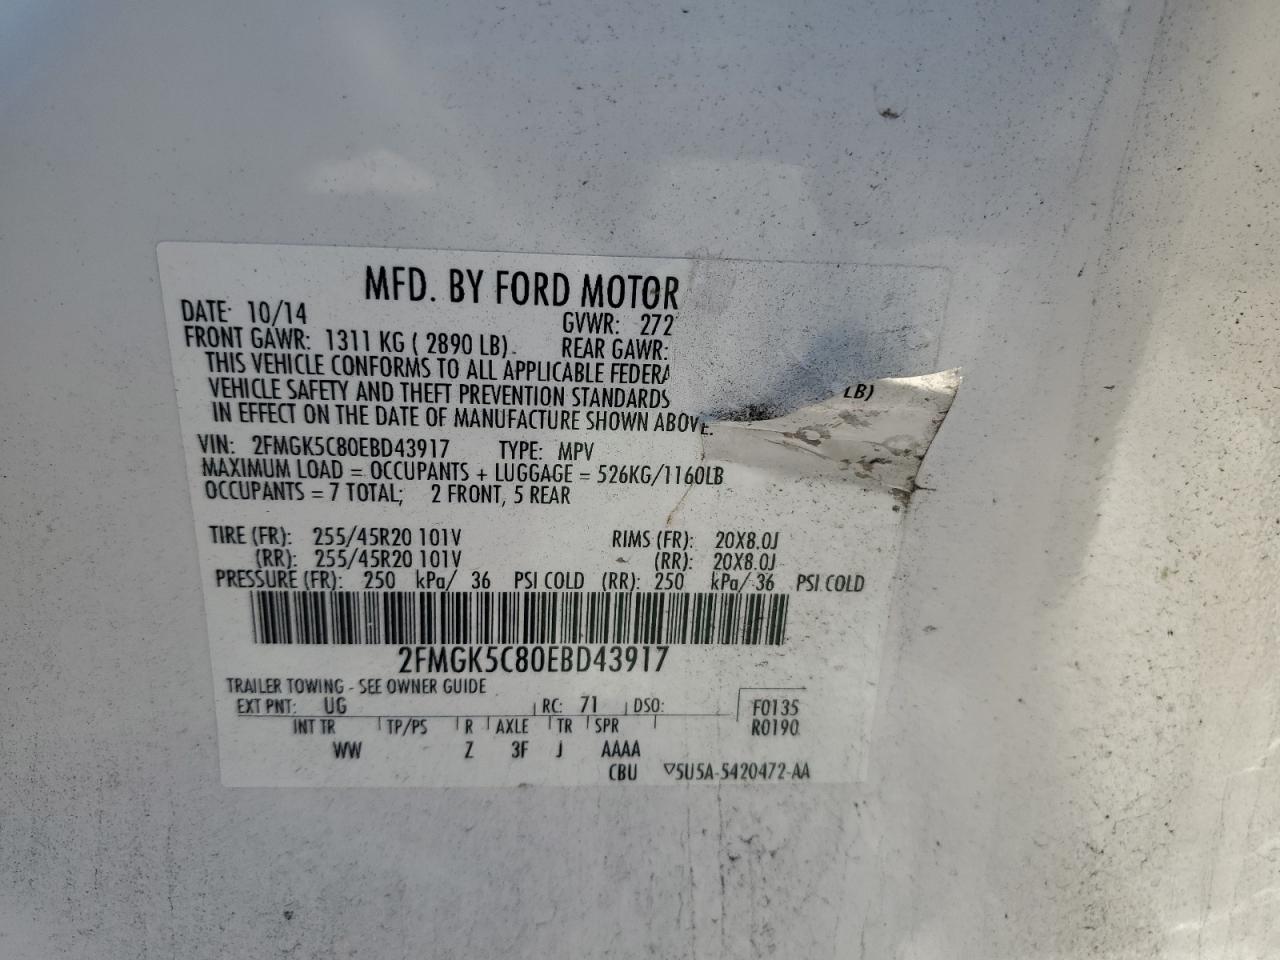 MFD. BY FORD MOTOR
DATE: 10/14 GVWR: 272
FRONT GAWR: 1311 KG ( 2890 LB) REAR GAWR:
THIS VEHICLE CONFORMS TO ALL APPLICABLE FEDERA
VEHICLE SAFETY AND THEFT PREVENTION STANDARDS LB)
IN EFFECT ON THE DATE OF MANUFACTURE SHOWN ABOVE.
VIN: 2FMGK5C80EBD43917 TYPE: MPV
MAXIMUM LOAD = OCCUPANTS + LUGGAGE = 526KG/1160LB
OCCUPANTS = 7 TOTAL; 2 FRONT, 5 REAR
TIRE (FR): 255/45R20 101V RIMS (FR): 20X8.0J
(RR): 255/45R20 101V (RR): 20X8.0J
PRESSURE (FR): 250 kPa/ 36 PSI COLD (RR): 250 kPa/ 36 PSI COLD
2FMGK5C80EBD43917
TRAILER TOWING - SEE OWNER GUIDE
EXT PNT: UG RC: 71 DSO: F0135
INT TR TP/PS R AXLE TR SPR R0190
WW Z 3F J AAAA
CBU ▽5U5A-5420472-AA